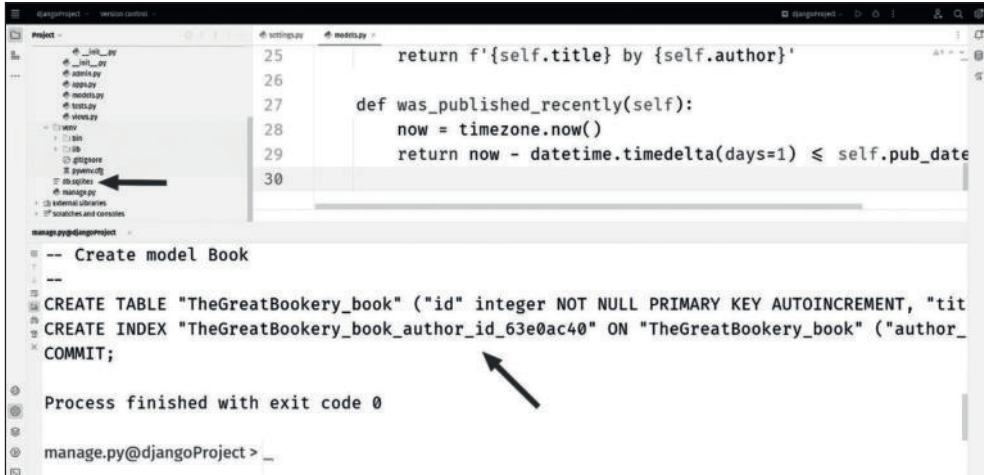 djangoProject
version control
djangoProject
Project
settings.py
models.py
__init__.py
__init__.py
admin.py
apps.py
models.py
tests.py
views.py
venv
bin
lib
.gitignore
pyvenv.cfg
manage.py
external Libraries
scratches and consoles
25 return f'{self.title} by {self.author}'
26
27 def was_published_recently(self):
28 now = timezone.now()
29 return now - datetime.timedelta(days=1) ⩽ self.pub_date
30
manage.py@djangoProject
-- Create model Book
--
CREATE TABLE "TheGreatBookery_book" ("id" integer NOT NULL PRIMARY KEY AUTOINCREMENT, "tit
CREATE INDEX "TheGreatBookery_book_author_id_63e0ac40" ON "TheGreatBookery_book" ("author_
COMMIT;
Process finished with exit code 0
manage.py@djangoProject > _